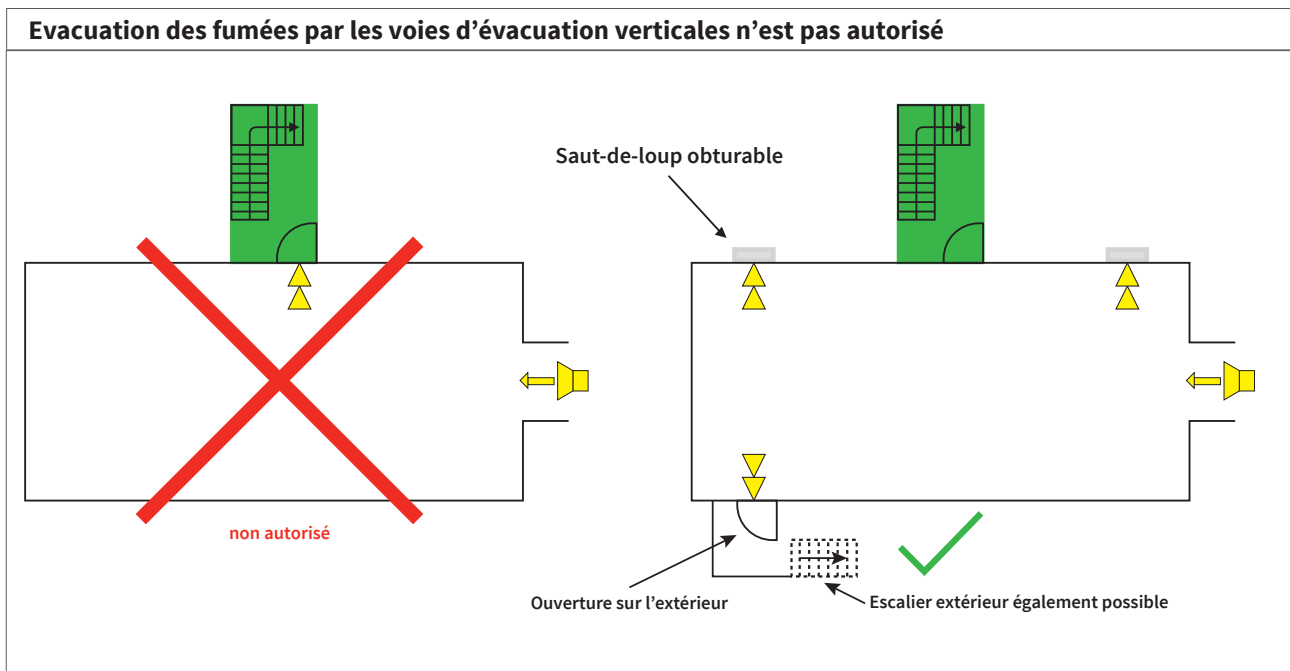 Evacuation des fumées par les voies d’évacuation verticales n’est pas autorisé
Saut-de-loup obturable
non autorisé
Ouverture sur l’extérieur
Escalier extérieur également possible